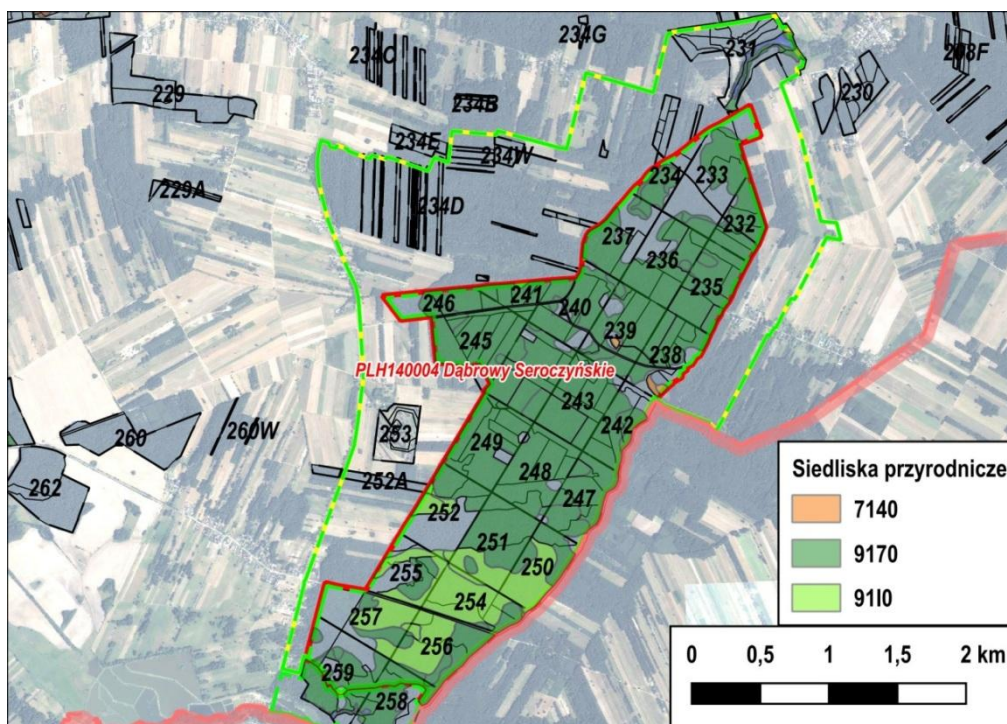 234C
234G
231
208F
229
234B
230
234E
234W
229A
234D
234
233
232
237
236
235
246
241
240
239
245
238
PLH140004 Dąbrowy Seroczyńskie
243
242
260
260W
253
249
262
252A
248
247
252
251
250
255
254
257
256
259
258
Siedliska przyrodnicze
7140
9170
91I0
0 0,5 1 1,5 2 km